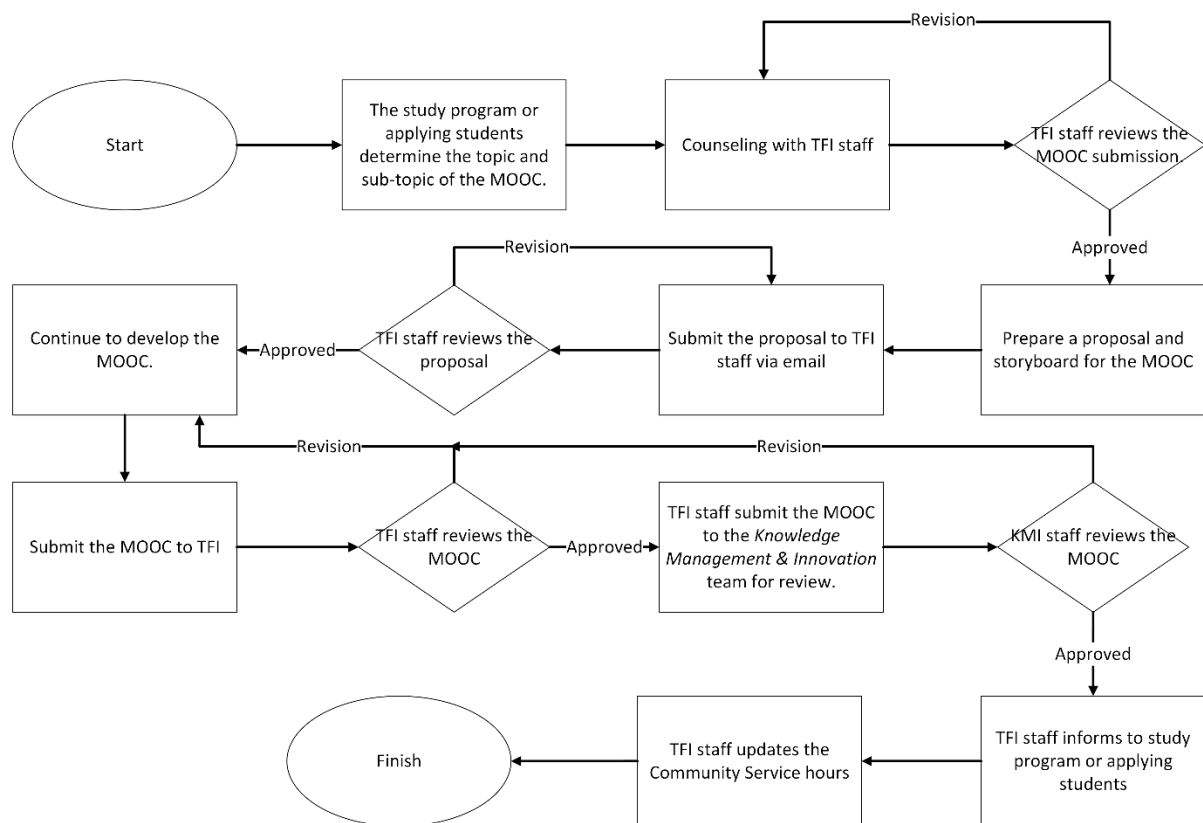 Revision
Start
The study program or
applying students
determine the topic and
sub-topic of the MOOC.
Counseling with TFI staff
TFI staff reviews the
MOOC submission.
Approved
Revision
Continue to develop the
MOOC.
Approved
TFI staff reviews the
proposal
Submit the proposal to TFI
staff via email
Prepare a proposal and
storyboard for the MOOC
Revision
Revision
Submit the MOOC to TFI
TFI staff reviews the
MOOC
Approved
TFI staff submit the MOOC
to the Knowledge
Management & Innovation
team for review.
KMI staff reviews the
MOOC
Approved
Finish
TFI staff updates the
Community Service hours
TFI staff informs to study
program or applying
students